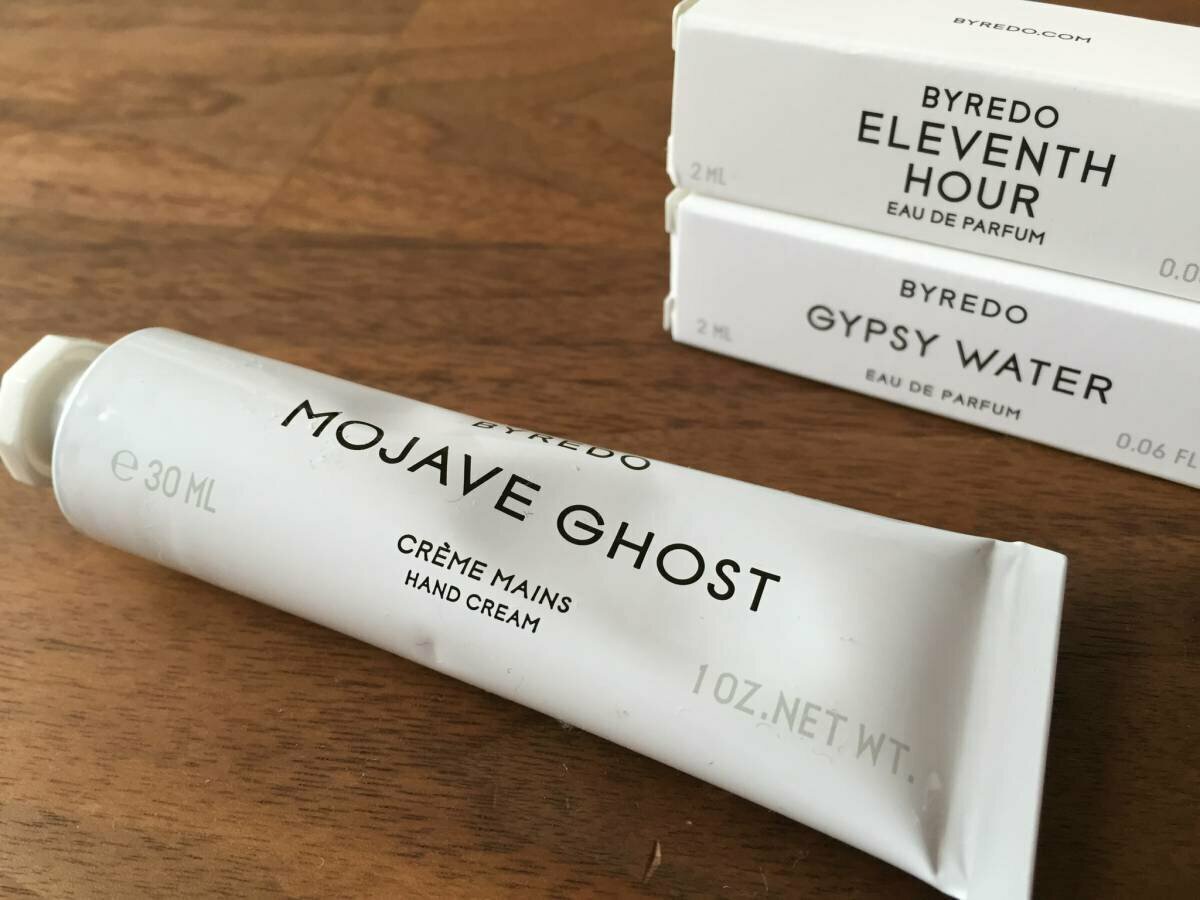 BYREDO.COM
BYREDO
ELEVENTH
HOUR
EAU DE PARFUM
2 ML
BYREDO
GYPSY WATER
EAU DE PARFUM
2 ML
0.06 FL
BYREDO
MOJAVE GHOST
CRÈME MAINS
HAND CREAM
℮ 30 ML
1 OZ.NET WT.